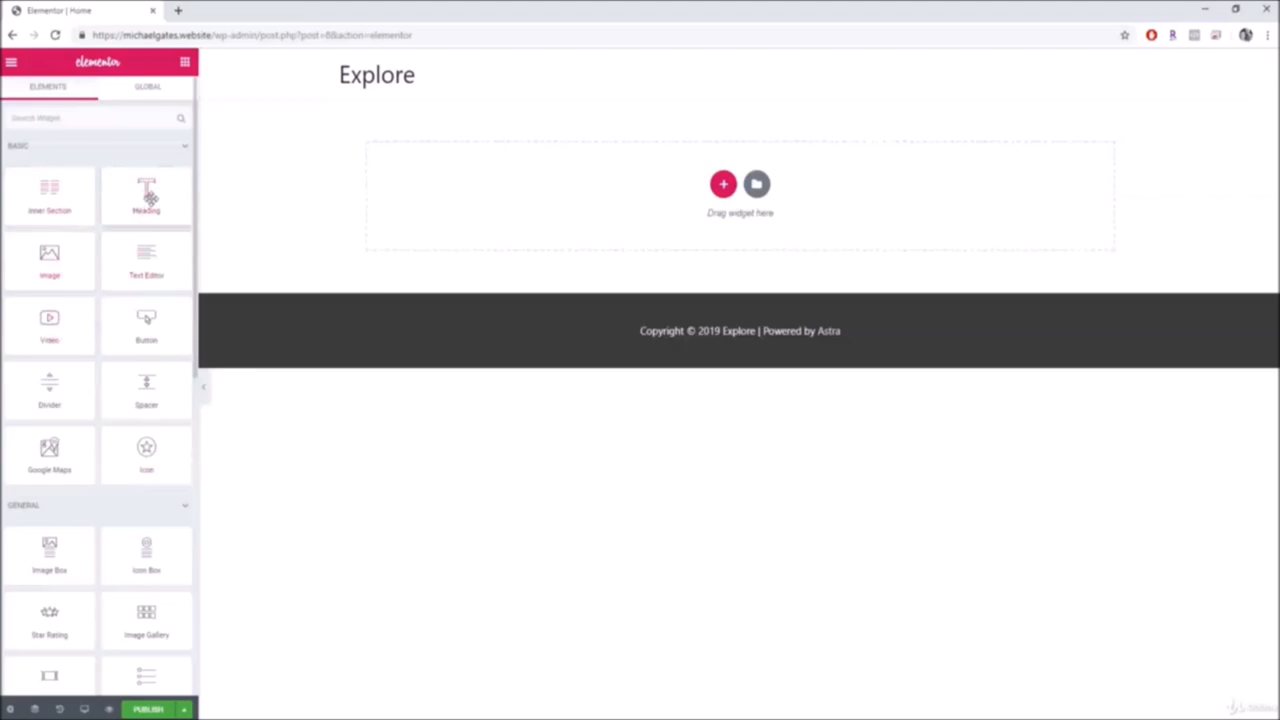 Elementor | Home
https://michaelgates.website/wp-admin/post.php?post=8&action=elementor
elementor
ELEMENTS GLOBAL
Search Widget
BASIC
Inner Section Heading
Image Text Editor
Video Button
Divider Spacer
Google Maps Icon
GENERAL
Image Box Icon Box
Star Rating Image Gallery
PUBLISH
Explore
Drag widget here
Copyright © 2019 Explore | Powered by Astra